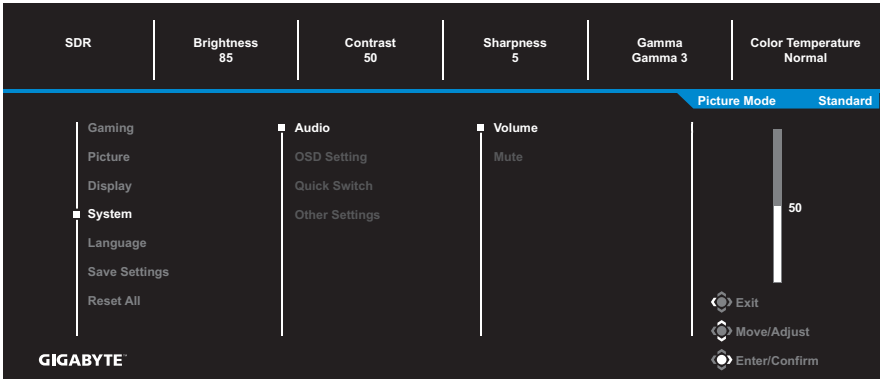 SDR
Brightness
85
Contrast
50
Sharpness
5
Gamma
Gamma 3
Color Temperature
Normal
Picture Mode Standard
Gaming
Picture
Display
System
Language
Save Settings
Reset All
Audio
OSD Setting
Quick Switch
Other Settings
Volume
Mute
50
Exit
Move/Adjust
Enter/Confirm
GIGABYTE™